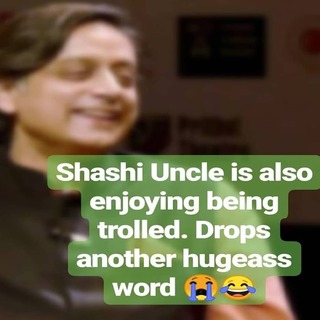 Shashi Uncle is also
enjoying being
trolled. Drops
another hugeass
word 😭😂